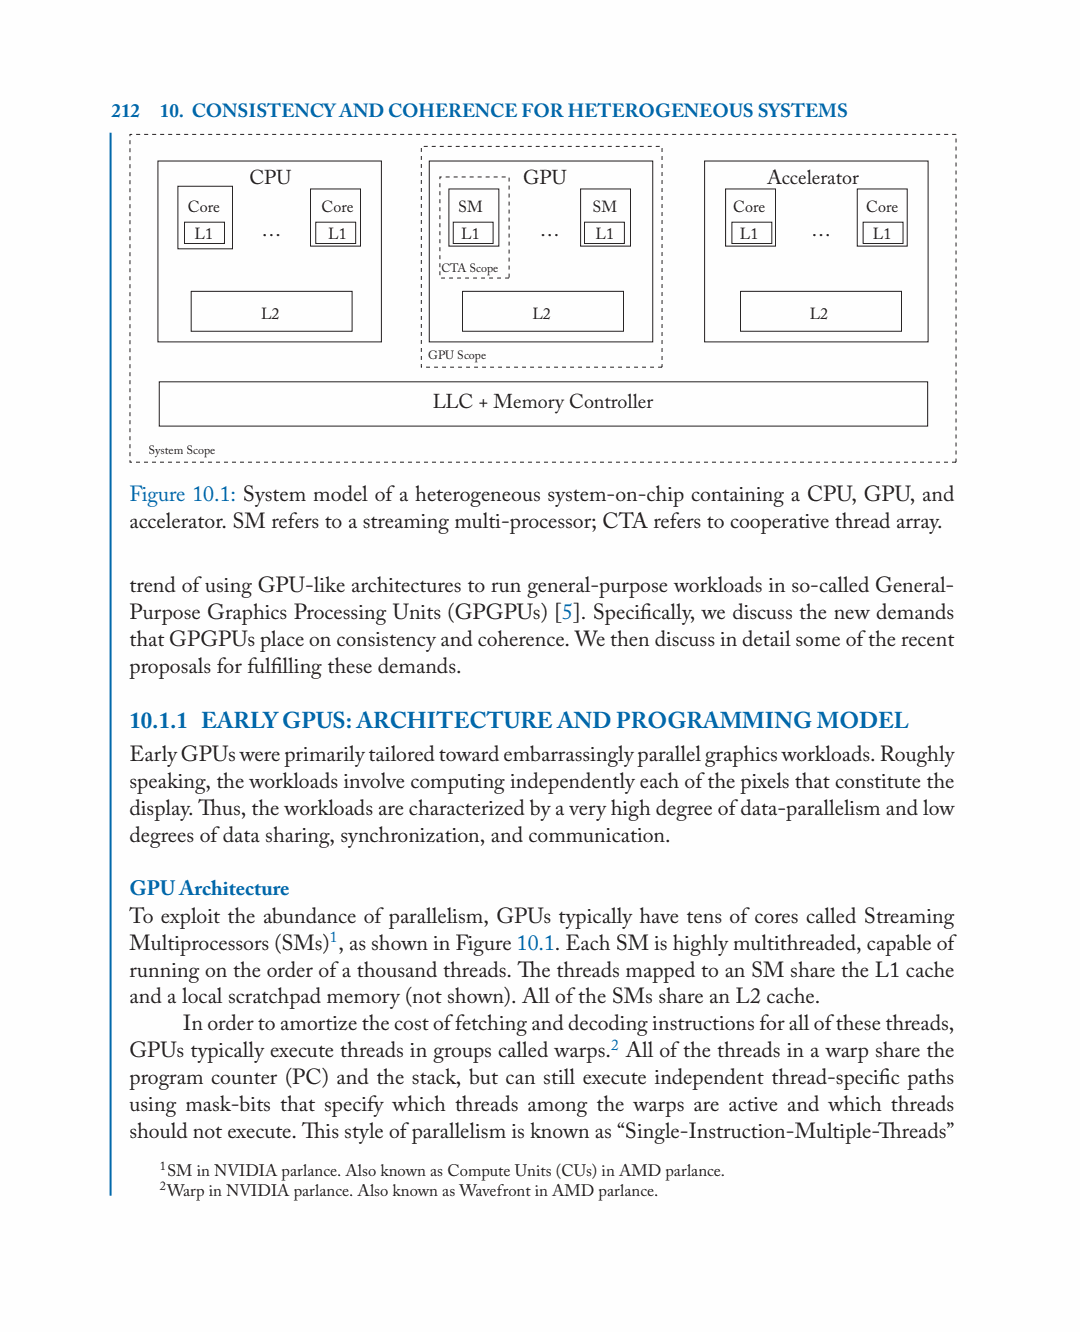 212 10. CONSISTENCY AND COHERENCE FOR HETEROGENEOUS SYSTEMS
CPU GPU Accelerator
Core Core SM SM Core Core
L1 … L1 L1 … L1 L1 … L1
CTA Scope
L2 L2 L2
GPU Scope
LLC + Memory Controller
System Scope
Figure 10.1: System model of a heterogeneous system-on-chip containing a CPU, GPU, and
accelerator. SM refers to a streaming multi-processor; CTA refers to cooperative thread array.
trend of using GPU-like architectures to run general-purpose workloads in so-called General-
Purpose Graphics Processing Units (GPGPUs) [5]. Specifically, we discuss the new demands
that GPGPUs place on consistency and coherence. We then discuss in detail some of the recent
proposals for fulfilling these demands.
10.1.1 EARLY GPUS: ARCHITECTURE AND PROGRAMMING MODEL
Early GPUs were primarily tailored toward embarrassingly parallel graphics workloads. Roughly
speaking, the workloads involve computing independently each of the pixels that constitute the
display. Thus, the workloads are characterized by a very high degree of data-parallelism and low
degrees of data sharing, synchronization, and communication.
GPU Architecture
To exploit the abundance of parallelism, GPUs typically have tens of cores called Streaming
Multiprocessors (SMs)¹, as shown in Figure 10.1. Each SM is highly multithreaded, capable of
running on the order of a thousand threads. The threads mapped to an SM share the L1 cache
and a local scratchpad memory (not shown). All of the SMs share an L2 cache.
In order to amortize the cost of fetching and decoding instructions for all of these threads,
GPUs typically execute threads in groups called warps.² All of the threads in a warp share the
program counter (PC) and the stack, but can still execute independent thread-specific paths
using mask-bits that specify which threads among the warps are active and which threads
should not execute. This style of parallelism is known as “Single-Instruction-Multiple-Threads”
¹SM in NVIDIA parlance. Also known as Compute Units (CUs) in AMD parlance.
²Warp in NVIDIA parlance. Also known as Wavefront in AMD parlance.